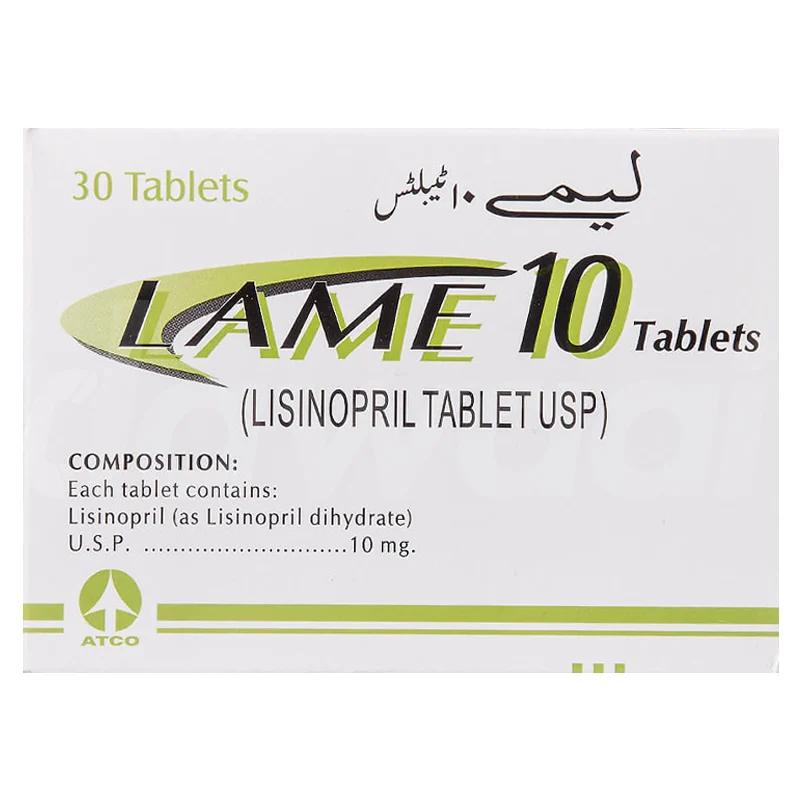 30 Tablets
لیمے ۱۰ ٹیبلٹس
LAME 10 Tablets
(LISINOPRIL TABLET USP)
COMPOSITION:
Each tablet contains:
Lisinopril (as Lisinopril dihydrate)
U.S.P. ............................10 mg.
ATCO